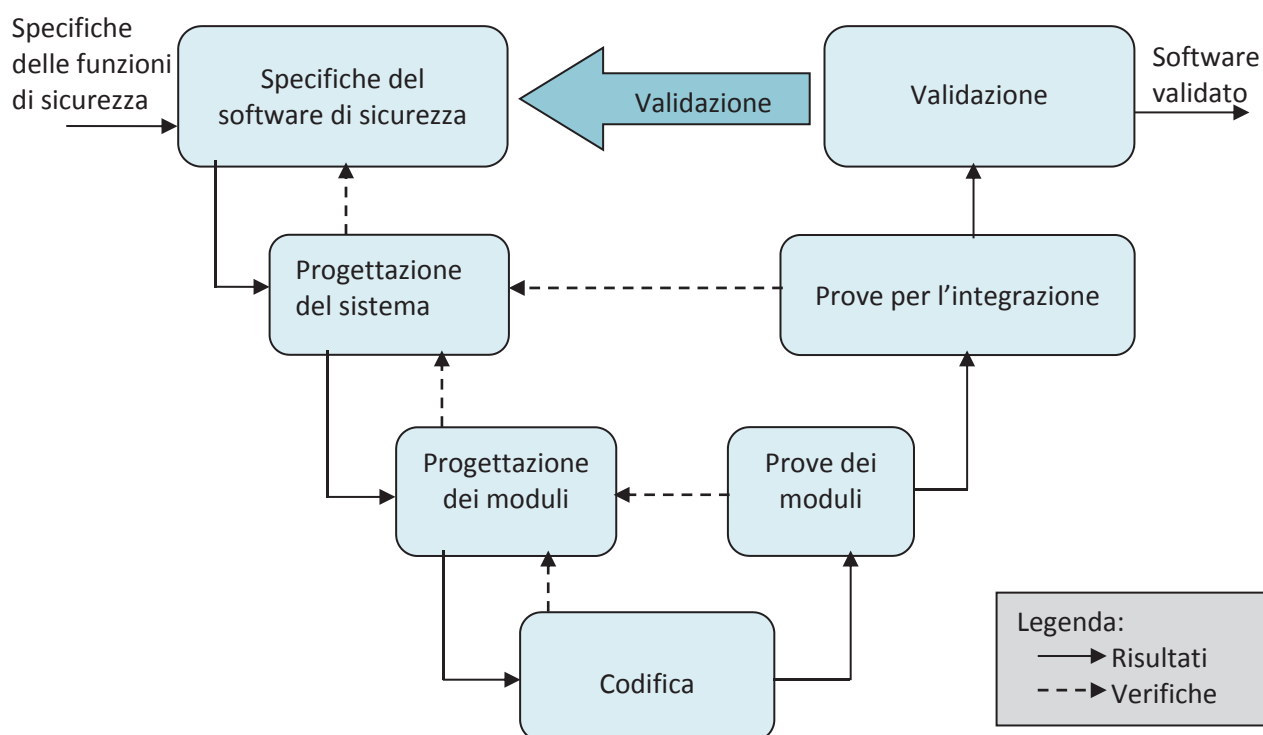 Specifiche
delle funzioni
di sicurezza
Specifiche del
software di sicurezza
Validazione
Validazione
Software
validato
Progettazione
del sistema
Prove per l’integrazione
Progettazione
dei moduli
Prove dei
moduli
Codifica
Legenda:
Risultati
Verifiche